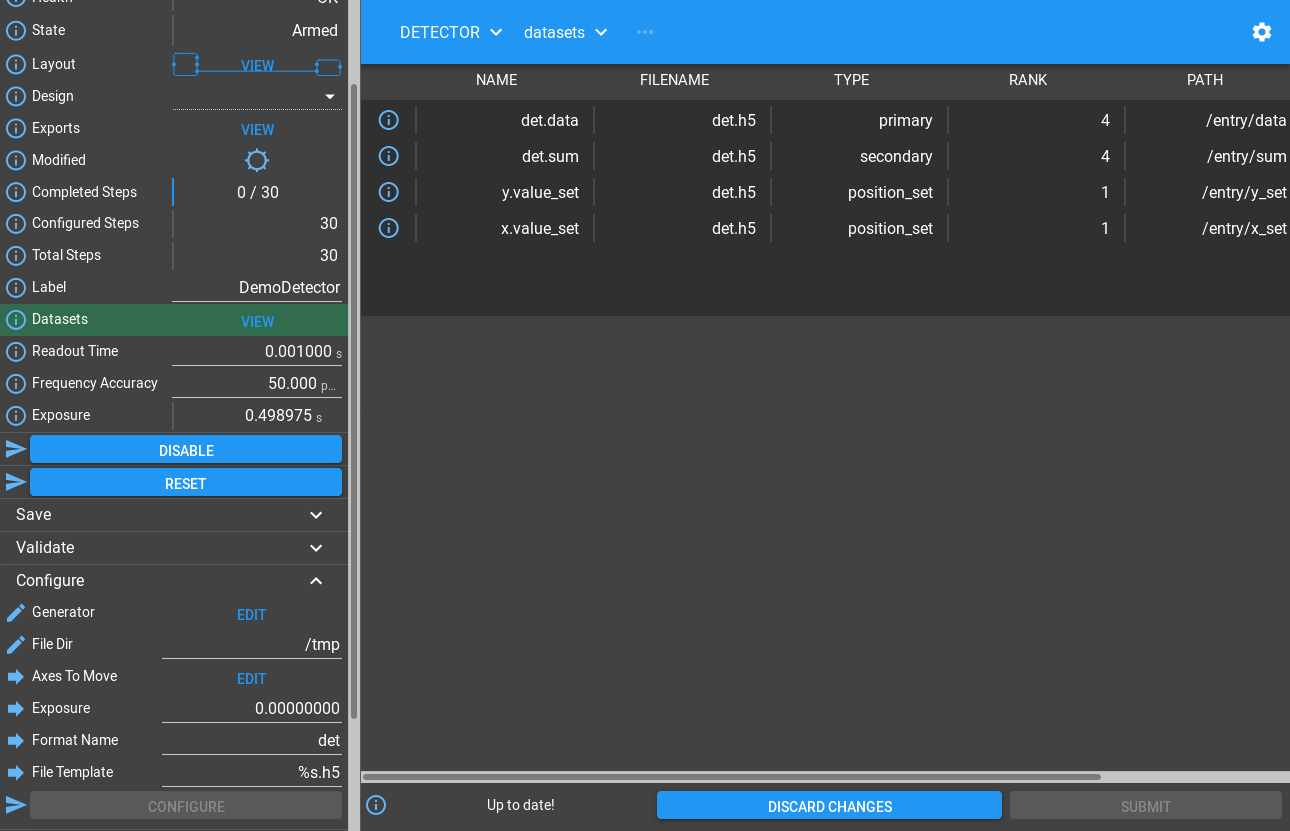 Health OK
State Armed
Layout VIEW
Design
Exports VIEW
Modified
Completed Steps 0 / 30
Configured Steps 30
Total Steps 30
Label DemoDetector
Datasets VIEW
Readout Time 0.001000 s
Frequency Accuracy 50.000 p...
Exposure 0.498975 s
DISABLE
RESET
Save
Validate
Configure
Generator EDIT
File Dir /tmp
Axes To Move EDIT
Exposure 0.00000000
Format Name det
File Template %s.h5
CONFIGURE
DETECTOR datasets ...
NAME FILENAME TYPE RANK PATH
det.data det.h5 primary 4 /entry/data
det.sum det.h5 secondary 4 /entry/sum
y.value_set det.h5 position_set 1 /entry/y_set
x.value_set det.h5 position_set 1 /entry/x_set
Up to date! DISCARD CHANGES SUBMIT